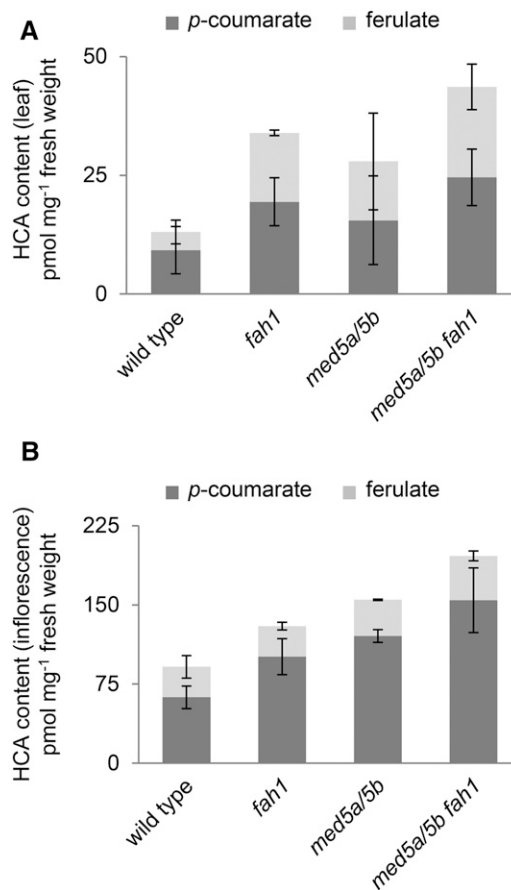 A
p-coumarate ferulate
HCA content (leaf)
pmol mg⁻¹ fresh weight
50
25
0
wild type
fah1
med5a/5b
med5a/5b fah1
B
p-coumarate ferulate
HCA content (inflorescence)
pmol mg⁻¹ fresh weight
225
150
75
0
wild type
fah1
med5a/5b
med5a/5b fah1